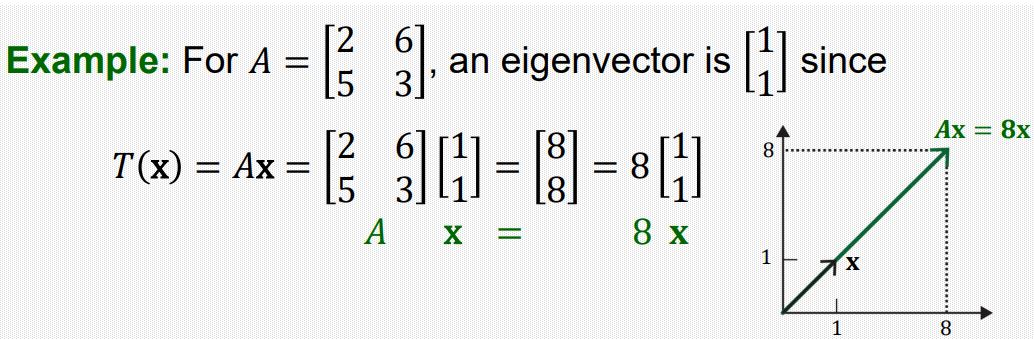 Example: For A = [2 6; 5 3], an eigenvector is [1; 1] since
T(x) = Ax = [2 6; 5 3] [1; 1] = [8; 8] = 8 [1; 1]
A x = 8 x
Ax = 8x
8
1
x
1 8